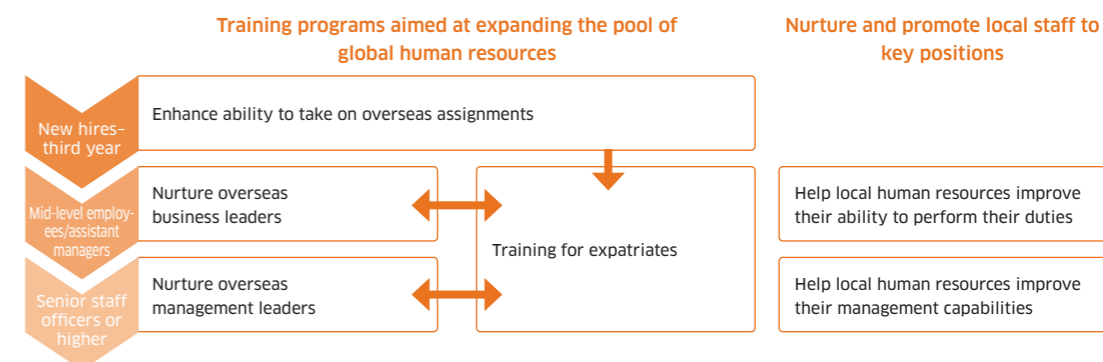 Training programs aimed at expanding the pool of
global human resources
Nurture and promote local staff to
key positions
New hires–
third year
Enhance ability to take on overseas assignments
Mid-level employ-
ees/assistant
managers
Nurture overseas
business leaders
Training for expatriates
Help local human resources improve
their ability to perform their duties
Senior staff
officers or
higher
Nurture overseas
management leaders
Help local human resources improve
their management capabilities